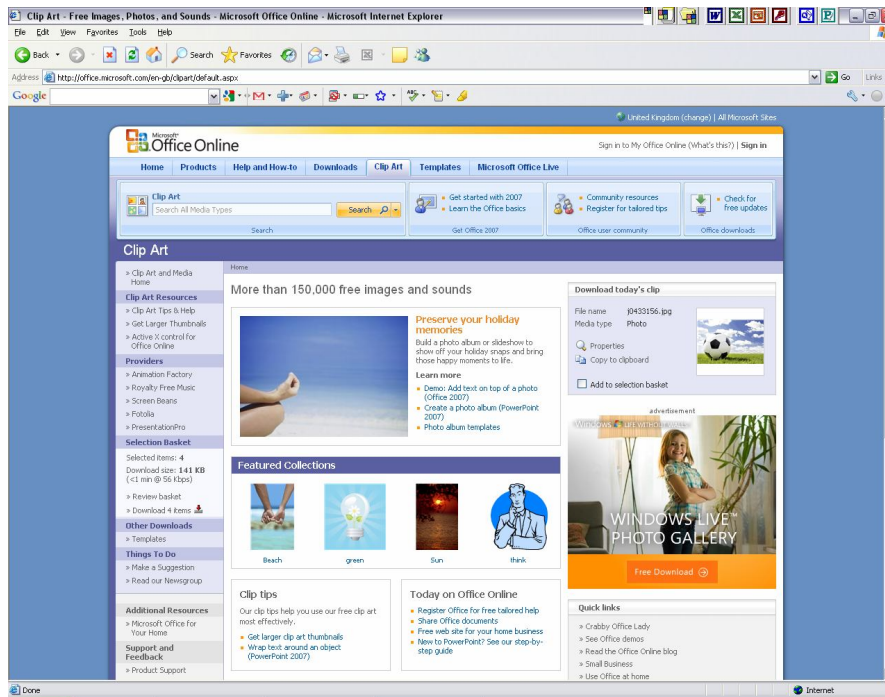 Clip Art - Free Images, Photos, and Sounds - Microsoft Office Online - Microsoft Internet Explorer
File Edit View Favorites Tools Help
Back Search Favorites
Address http://office.microsoft.com/en-gb/clipart/default.aspx Go Links
Google
United Kingdom (change) | All Microsoft Sites
Microsoft®
Office Online
Sign in to My Office Online (What's this?) | Sign in
Home Products Help and How-to Downloads Clip Art Templates Microsoft Office Live
Clip Art
Search All Media Types Search
Search
Get started with 2007
Learn the Office basics
Get Office 2007
Community resources
Register for tailored tips
Office user community
Check for
free updates
Office downloads
Clip Art
» Clip Art and Media
Home
Clip Art Resources
» Clip Art Tips & Help
» Get Larger Thumbnails
» Active X control for
Office Online
Providers
» Animation Factory
» Royalty Free Music
» Screen Beans
» Fotolia
» PresentationPro
Selection Basket
Selected items: 4
Download size: 141 KB
(<1 min @ 56 Kbps)
» Review basket
» Download 4 items
Other Downloads
» Templates
Things To Do
» Make a Suggestion
» Read our Newsgroup
Additional Resources
» Microsoft Office for
Your Home
Support and
Feedback
» Product Support
Home
More than 150,000 free images and sounds
Preserve your holiday
memories
Build a photo album or slideshow to
show off your holiday snaps and bring
those happy moments to life.
Learn more
Demo: Add text on top of a photo
(Office 2007)
Create a photo album (PowerPoint
2007)
Photo album templates
Featured Collections
Beach green Sun think
Clip tips
Our clip tips help you use our free clip art
most effectively.
Get larger clip art thumbnails
Wrap text around an object
(PowerPoint 2007)
Today on Office Online
Register Office for free tailored help
Share Office documents
Free web site for your home business
New to PowerPoint? See our step-by-
step guide
Download today's clip
File name j0433156.jpg
Media type Photo
Properties
Copy to clipboard
Add to selection basket
advertisement
WINDOWS LIFE WITHOUT WALLS
WINDOWS LIVE™
PHOTO GALLERY
Free Download
Quick links
» Crabby Office Lady
» See Office demos
» Read the Office Online blog
» Small Business
» Use Office at home
Done Internet